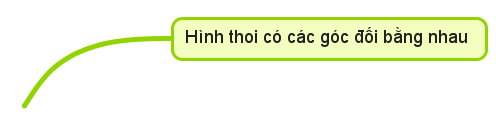 Hình thoi có các góc đối bằng nhau